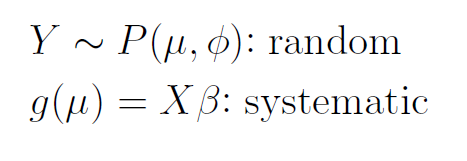 Y ∼ P(μ, ϕ): random
g(μ) = Xβ: systematic